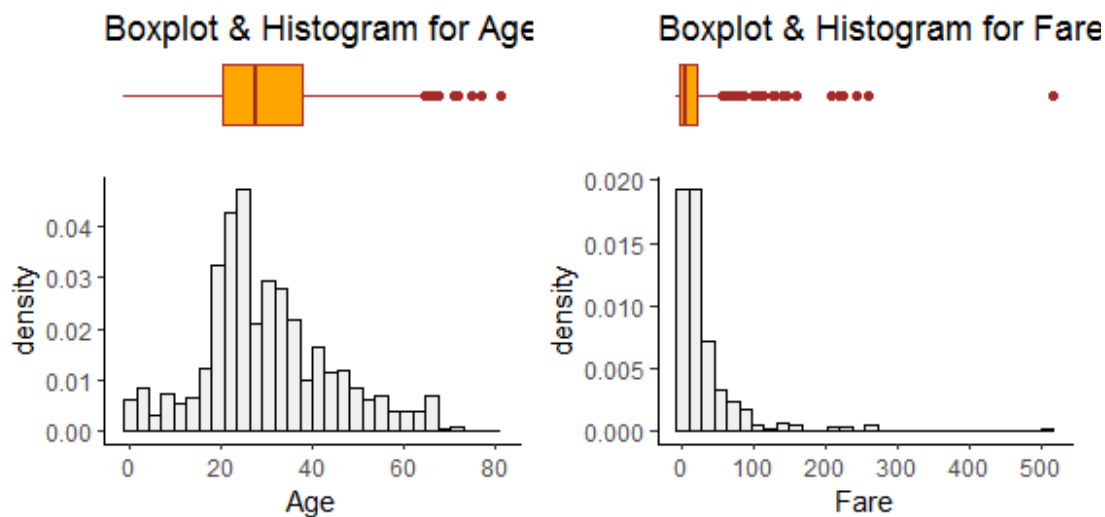 Boxplot & Histogram for Age
Boxplot & Histogram for Fare
0.04
0.03
0.02
0.01
0.00
density
0 20 40 60 80
Age
0.020
0.015
0.010
0.005
0.000
density
0 100 200 300 400 500
Fare